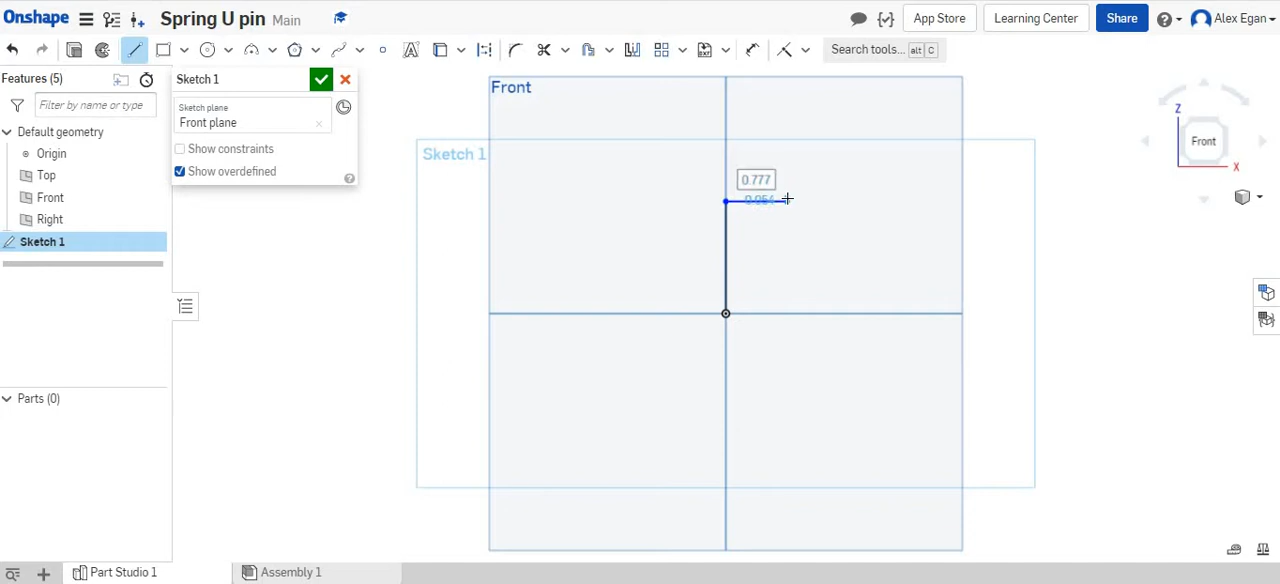 Onshape Spring U pin Main App Store Learning Center Share Alex Egan
Search tools... alt C
Features (5)
Filter by name or type
Default geometry
Origin
Top
Front
Right
Sketch 1
Parts (0)
Sketch 1
Sketch plane
Front plane
Show constraints
Show overdefined
Front
Sketch 1
0.777
Z
Front
X
Part Studio 1
Assembly 1